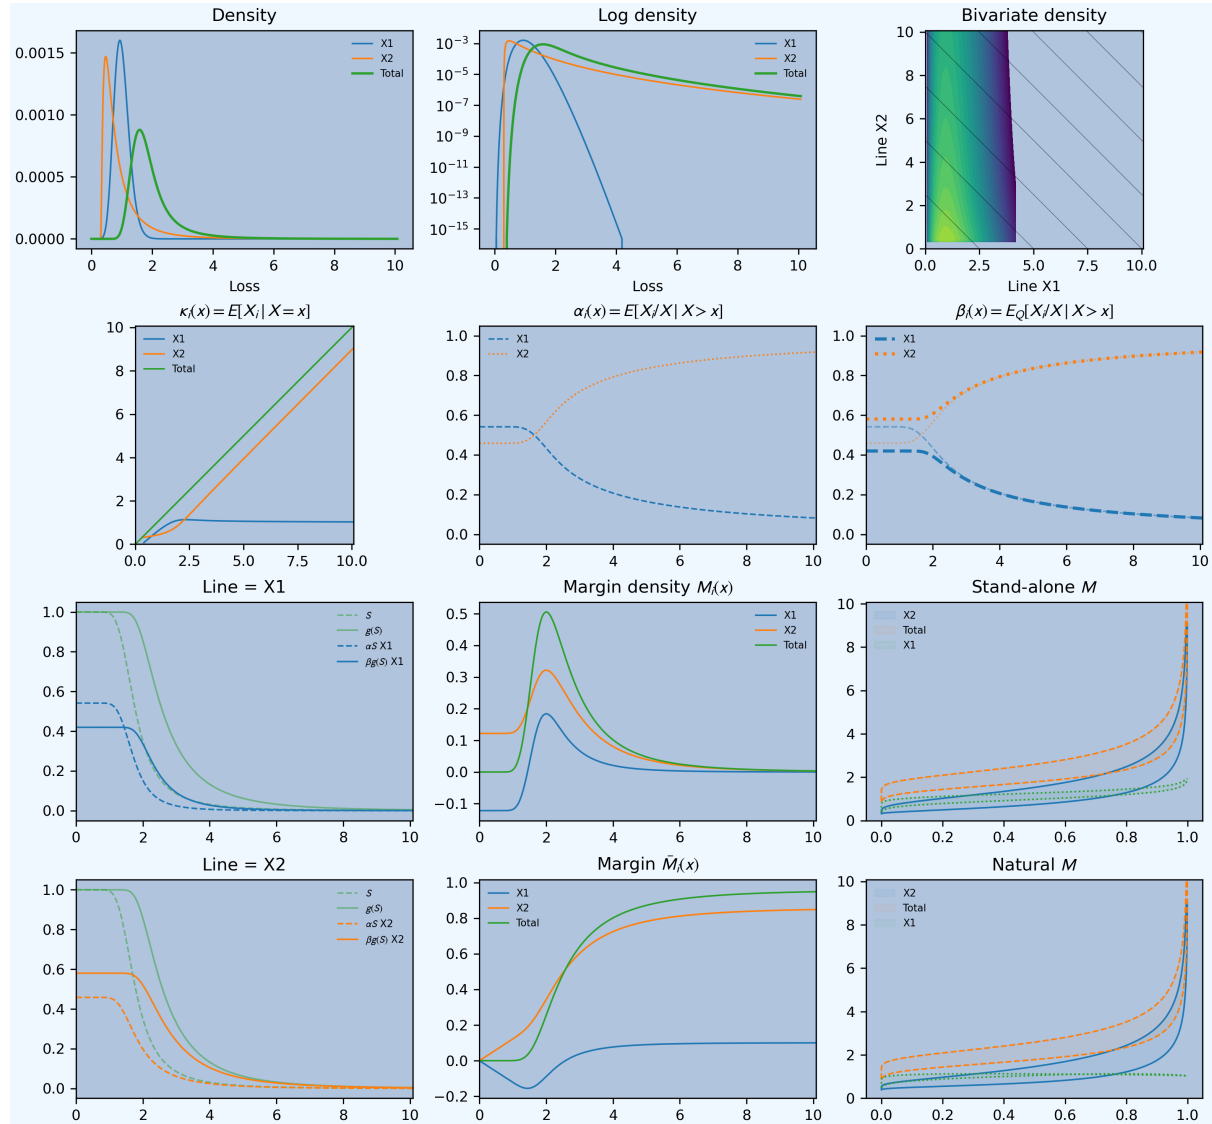 Density
0.0015
0.0010
0.0005
0.0000
0 2 4 6 8 10
Loss
X1
X2
Total
Log density
10⁻³
10⁻⁵
10⁻⁷
10⁻⁹
10⁻¹¹
10⁻¹³
10⁻¹⁵
0 2 4 6 8 10
Loss
X1
X2
Total
Bivariate density
10
8
6
4
2
0
Line X2
0.0 2.5 5.0 7.5 10.0
Line X1
κᵢ(x) = E[Xᵢ | X = x]
10
8
6
4
2
0
0.0 2.5 5.0 7.5 10.0
X1
X2
Total
αᵢ(x) = E[Xᵢ/X | X > x]
1.0
0.8
0.6
0.4
0.2
0.0
0 2 4 6 8 10
X1
X2
βᵢ(x) = E_Q[Xᵢ/X | X > x]
1.0
0.8
0.6
0.4
0.2
0.0
0 2 4 6 8 10
X1
X2
Line = X1
1.0
0.8
0.6
0.4
0.2
0.0
0 2 4 6 8 10
S
g(S)
αS X1
βg(S) X1
Margin density Mᵢ(x)
0.5
0.4
0.3
0.2
0.1
0.0
−0.1
0 2 4 6 8 10
X1
X2
Total
Stand-alone M
10
8
6
4
2
0
0.0 0.2 0.4 0.6 0.8 1.0
X2
Total
X1
Line = X2
1.0
0.8
0.6
0.4
0.2
0.0
0 2 4 6 8 10
S
g(S)
αS X2
βg(S) X2
Margin M̄ᵢ(x)
1.0
0.8
0.6
0.4
0.2
0.0
−0.2
0 2 4 6 8 10
X1
X2
Total
Natural M
10
8
6
4
2
0
0.0 0.2 0.4 0.6 0.8 1.0
X2
Total
X1